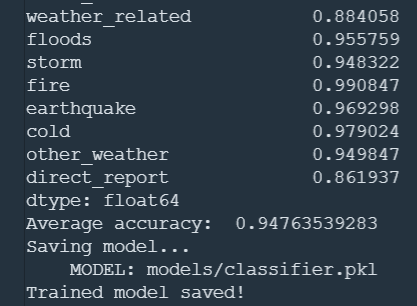 weather_related 0.884058
floods 0.955759
storm 0.948322
fire 0.990847
earthquake 0.969298
cold 0.979024
other_weather 0.949847
direct_report 0.861937
dtype: float64
Average accuracy: 0.94763539283
Saving model...
MODEL: models/classifier.pkl
Trained model saved!